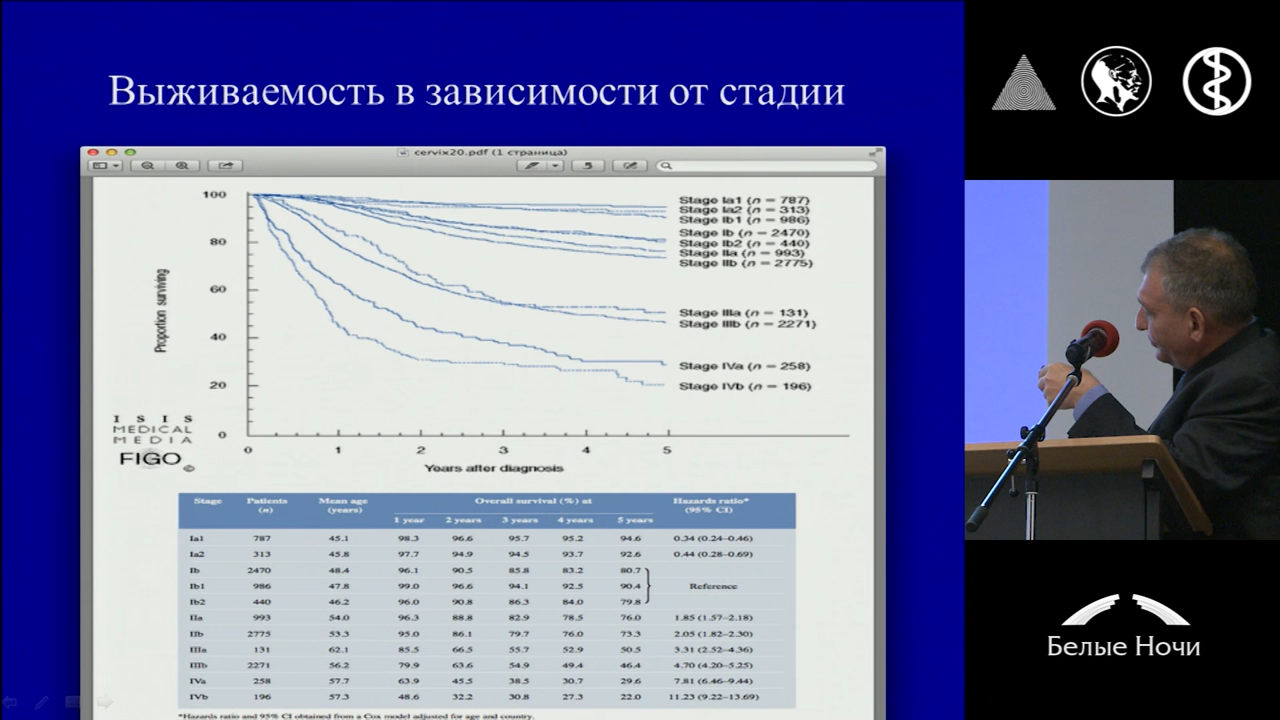 Выживаемость в зависимости от стадии
cervix20.pdf (1 страница)
100
80
60
40
20
0
Proportion surviving
Stage Ia1 (n = 787)
Stage Ia2 (n = 313)
Stage Ib1 (n = 986)
Stage Ib (n = 2470)
Stage Ib2 (n = 440)
Stage IIa (n = 993)
Stage IIb (n = 2775)
Stage IIIa (n = 131)
Stage IIIb (n = 2271)
Stage IVa (n = 258)
Stage IVb (n = 196)
0 1 2 3 4 5
Years after diagnosis
ISIS
MEDICAL
MEDIA
FIGO ©
Stage Patients (n) Mean age (years) Overall survival (%) at Hazards ratio* (95% CI)
1 year 2 years 3 years 4 years 5 years
Ia1 787 45.1 98.3 96.6 95.7 95.2 94.6 0.34 (0.24–0.46)
Ia2 313 45.8 97.7 94.9 94.5 93.7 92.6 0.44 (0.28–0.69)
Ib 2470 48.4 96.1 90.5 85.8 83.2 80.7
Ib1 986 47.8 99.0 96.6 94.1 92.5 90.4 Reference
Ib2 440 46.2 96.0 90.8 86.3 84.0 79.8
IIa 993 54.0 96.3 88.8 82.9 78.5 76.0 1.85 (1.57–2.18)
IIb 2775 53.3 95.0 86.1 79.7 76.0 73.3 2.05 (1.82–2.30)
IIIa 131 62.1 85.5 66.5 55.7 52.9 50.5 3.31 (2.52–4.36)
IIIb 2271 56.2 79.9 63.6 54.9 49.4 46.4 4.70 (4.20–5.25)
IVa 258 57.7 63.9 45.5 38.5 30.7 29.6 7.81 (6.46–9.44)
IVb 196 57.3 48.6 32.2 30.8 27.3 22.0 11.23 (9.22–13.69)
*Hazards ratio and 95% CI obtained from a Cox model adjusted for age and country.
Белые Ночи